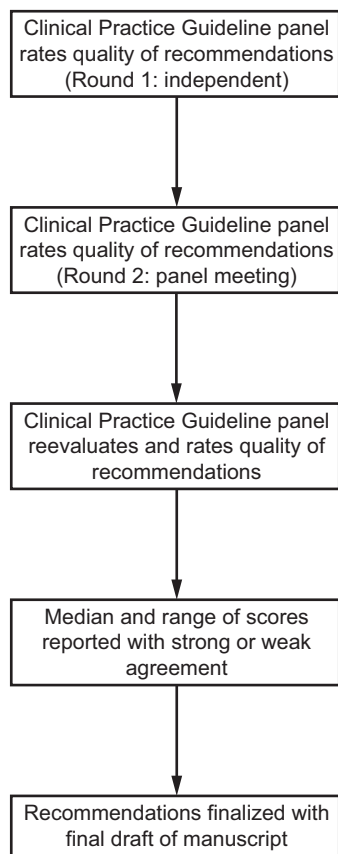 Clinical Practice Guideline panel
rates quality of recommendations
(Round 1: independent)
Clinical Practice Guideline panel
rates quality of recommendations
(Round 2: panel meeting)
Clinical Practice Guideline panel
reevaluates and rates quality of
recommendations
Median and range of scores
reported with strong or weak
agreement
Recommendations finalized with
final draft of manuscript